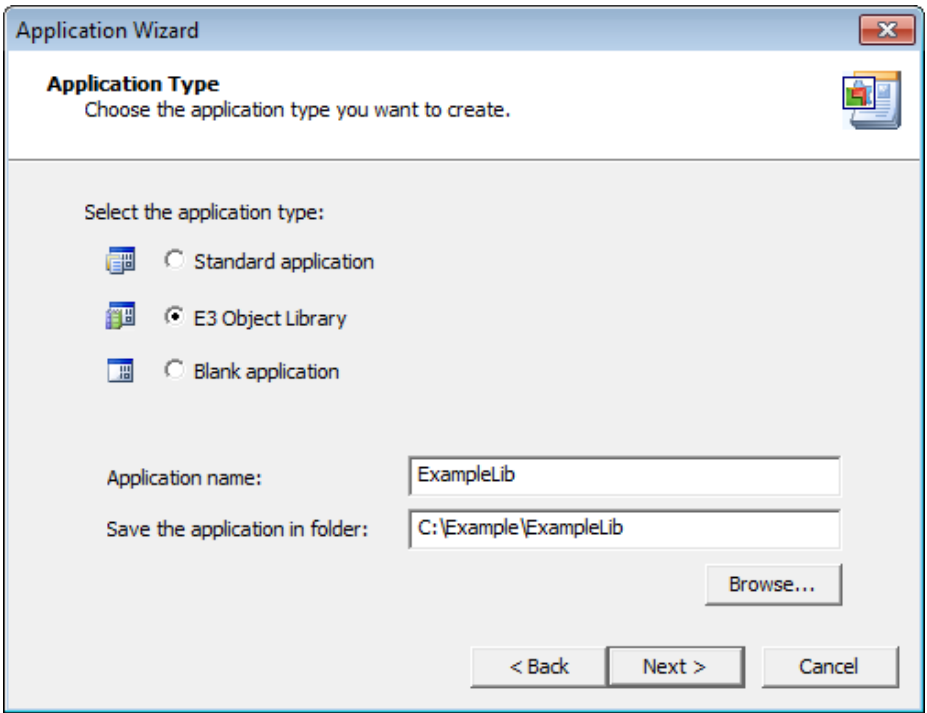 Application Wizard
Application Type
Choose the application type you want to create.
Select the application type:
Standard application
E3 Object Library
Blank application
Application name: ExampleLib
Save the application in folder: C:\Example\ExampleLib
Browse...
< Back Next > Cancel